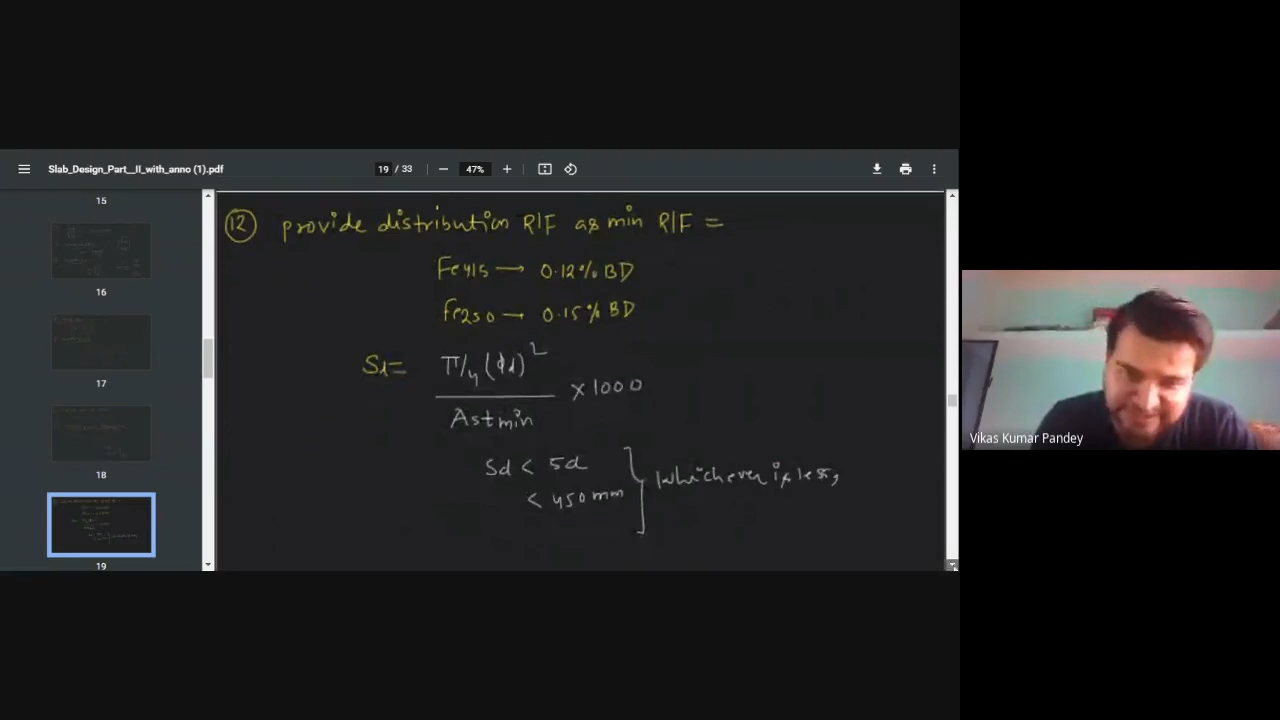 Slab_Design_Part__II_with_anno (1).pdf
19 / 33
47%
15
16
17
18
19
12 provide distribution R/F as min R/F =
Fe415 → 0.12% BD
Fe250 → 0.15% BD
Sd = π/4 (ϕd)² / Astmin × 1000
Sd < 5d
< 450mm } whichever is less,
Vikas Kumar Pandey